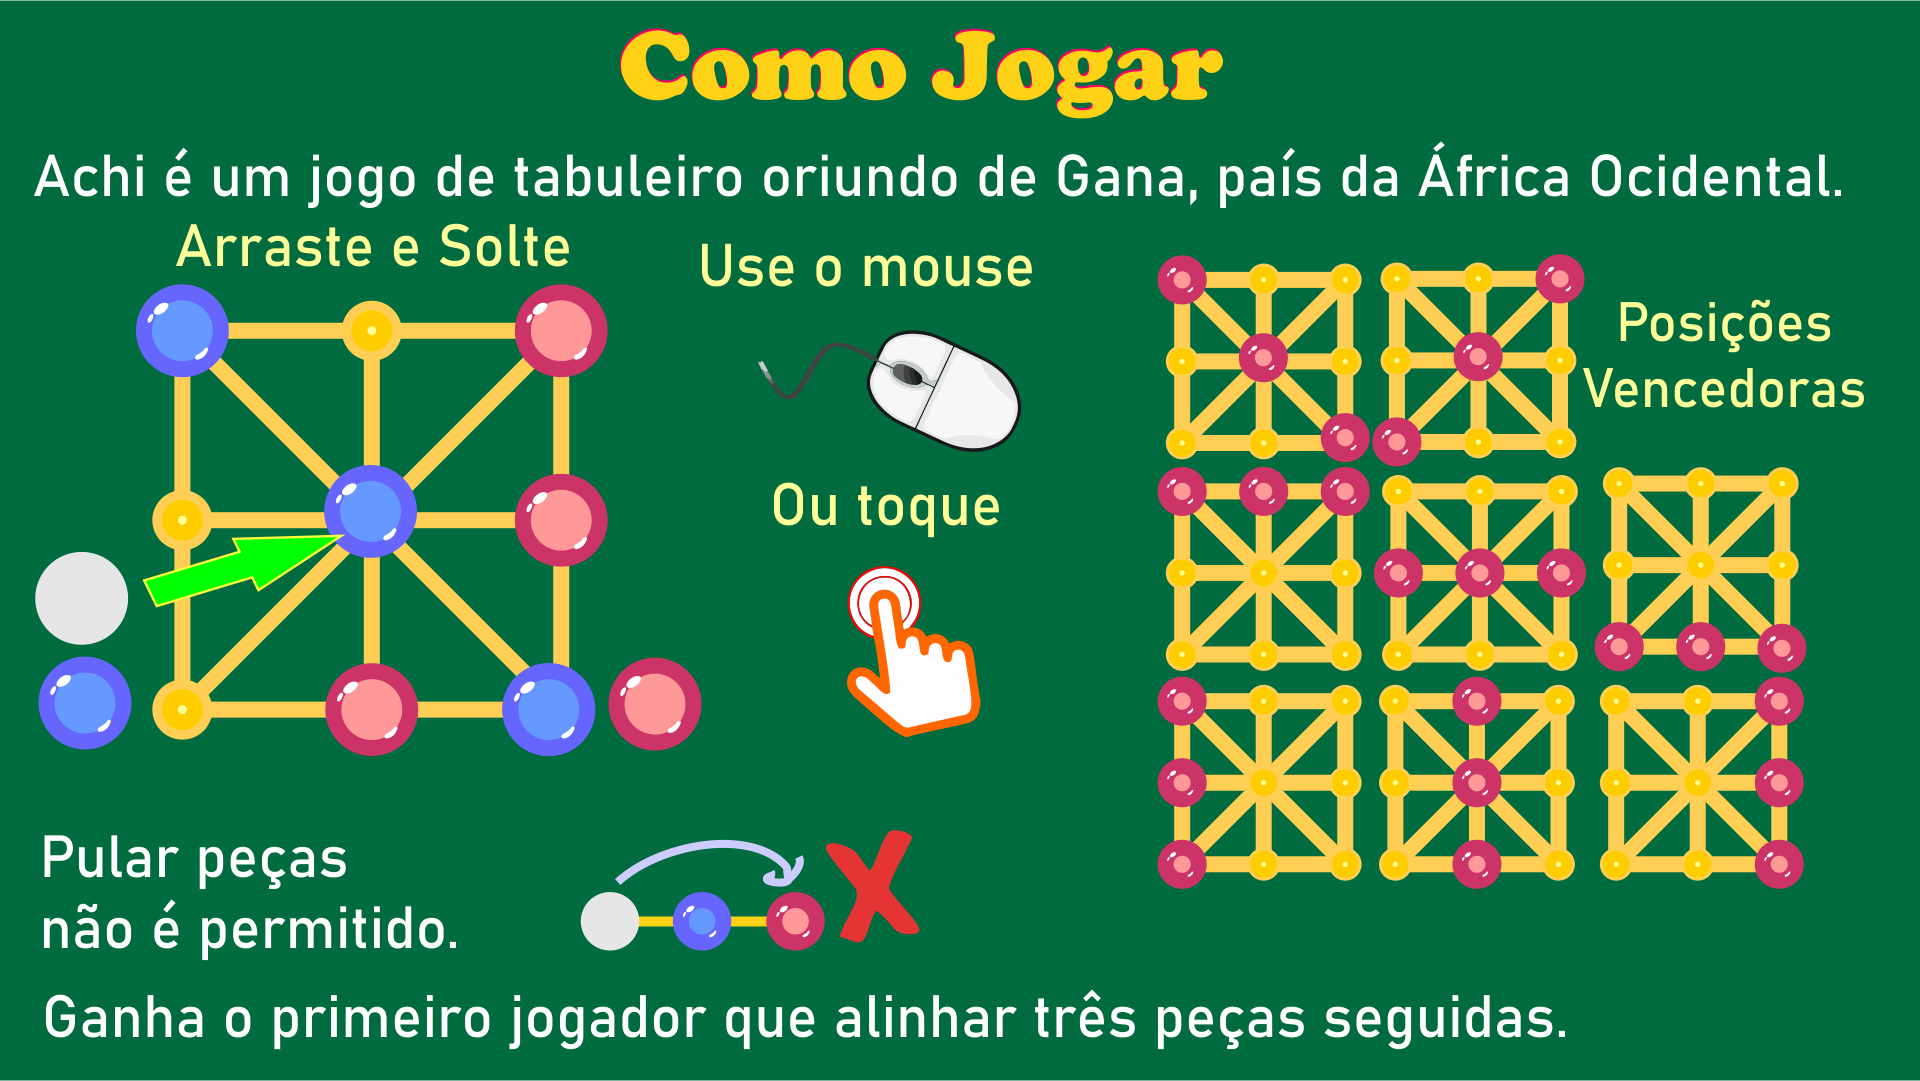 Como Jogar
Achi é um jogo de tabuleiro oriundo de Gana, país da África Ocidental.
Arraste e Solte
Use o mouse
Ou toque
Posições
Vencedoras
Pular peças
não é permitido.
Ganha o primeiro jogador que alinhar três peças seguidas.